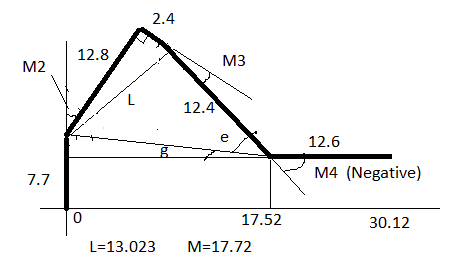 2.4
12.8
M2
M3
L
12.4
e
12.6
g
M4 (Negative)
7.7
0
17.52
30.12
L=13.023 M=17.72